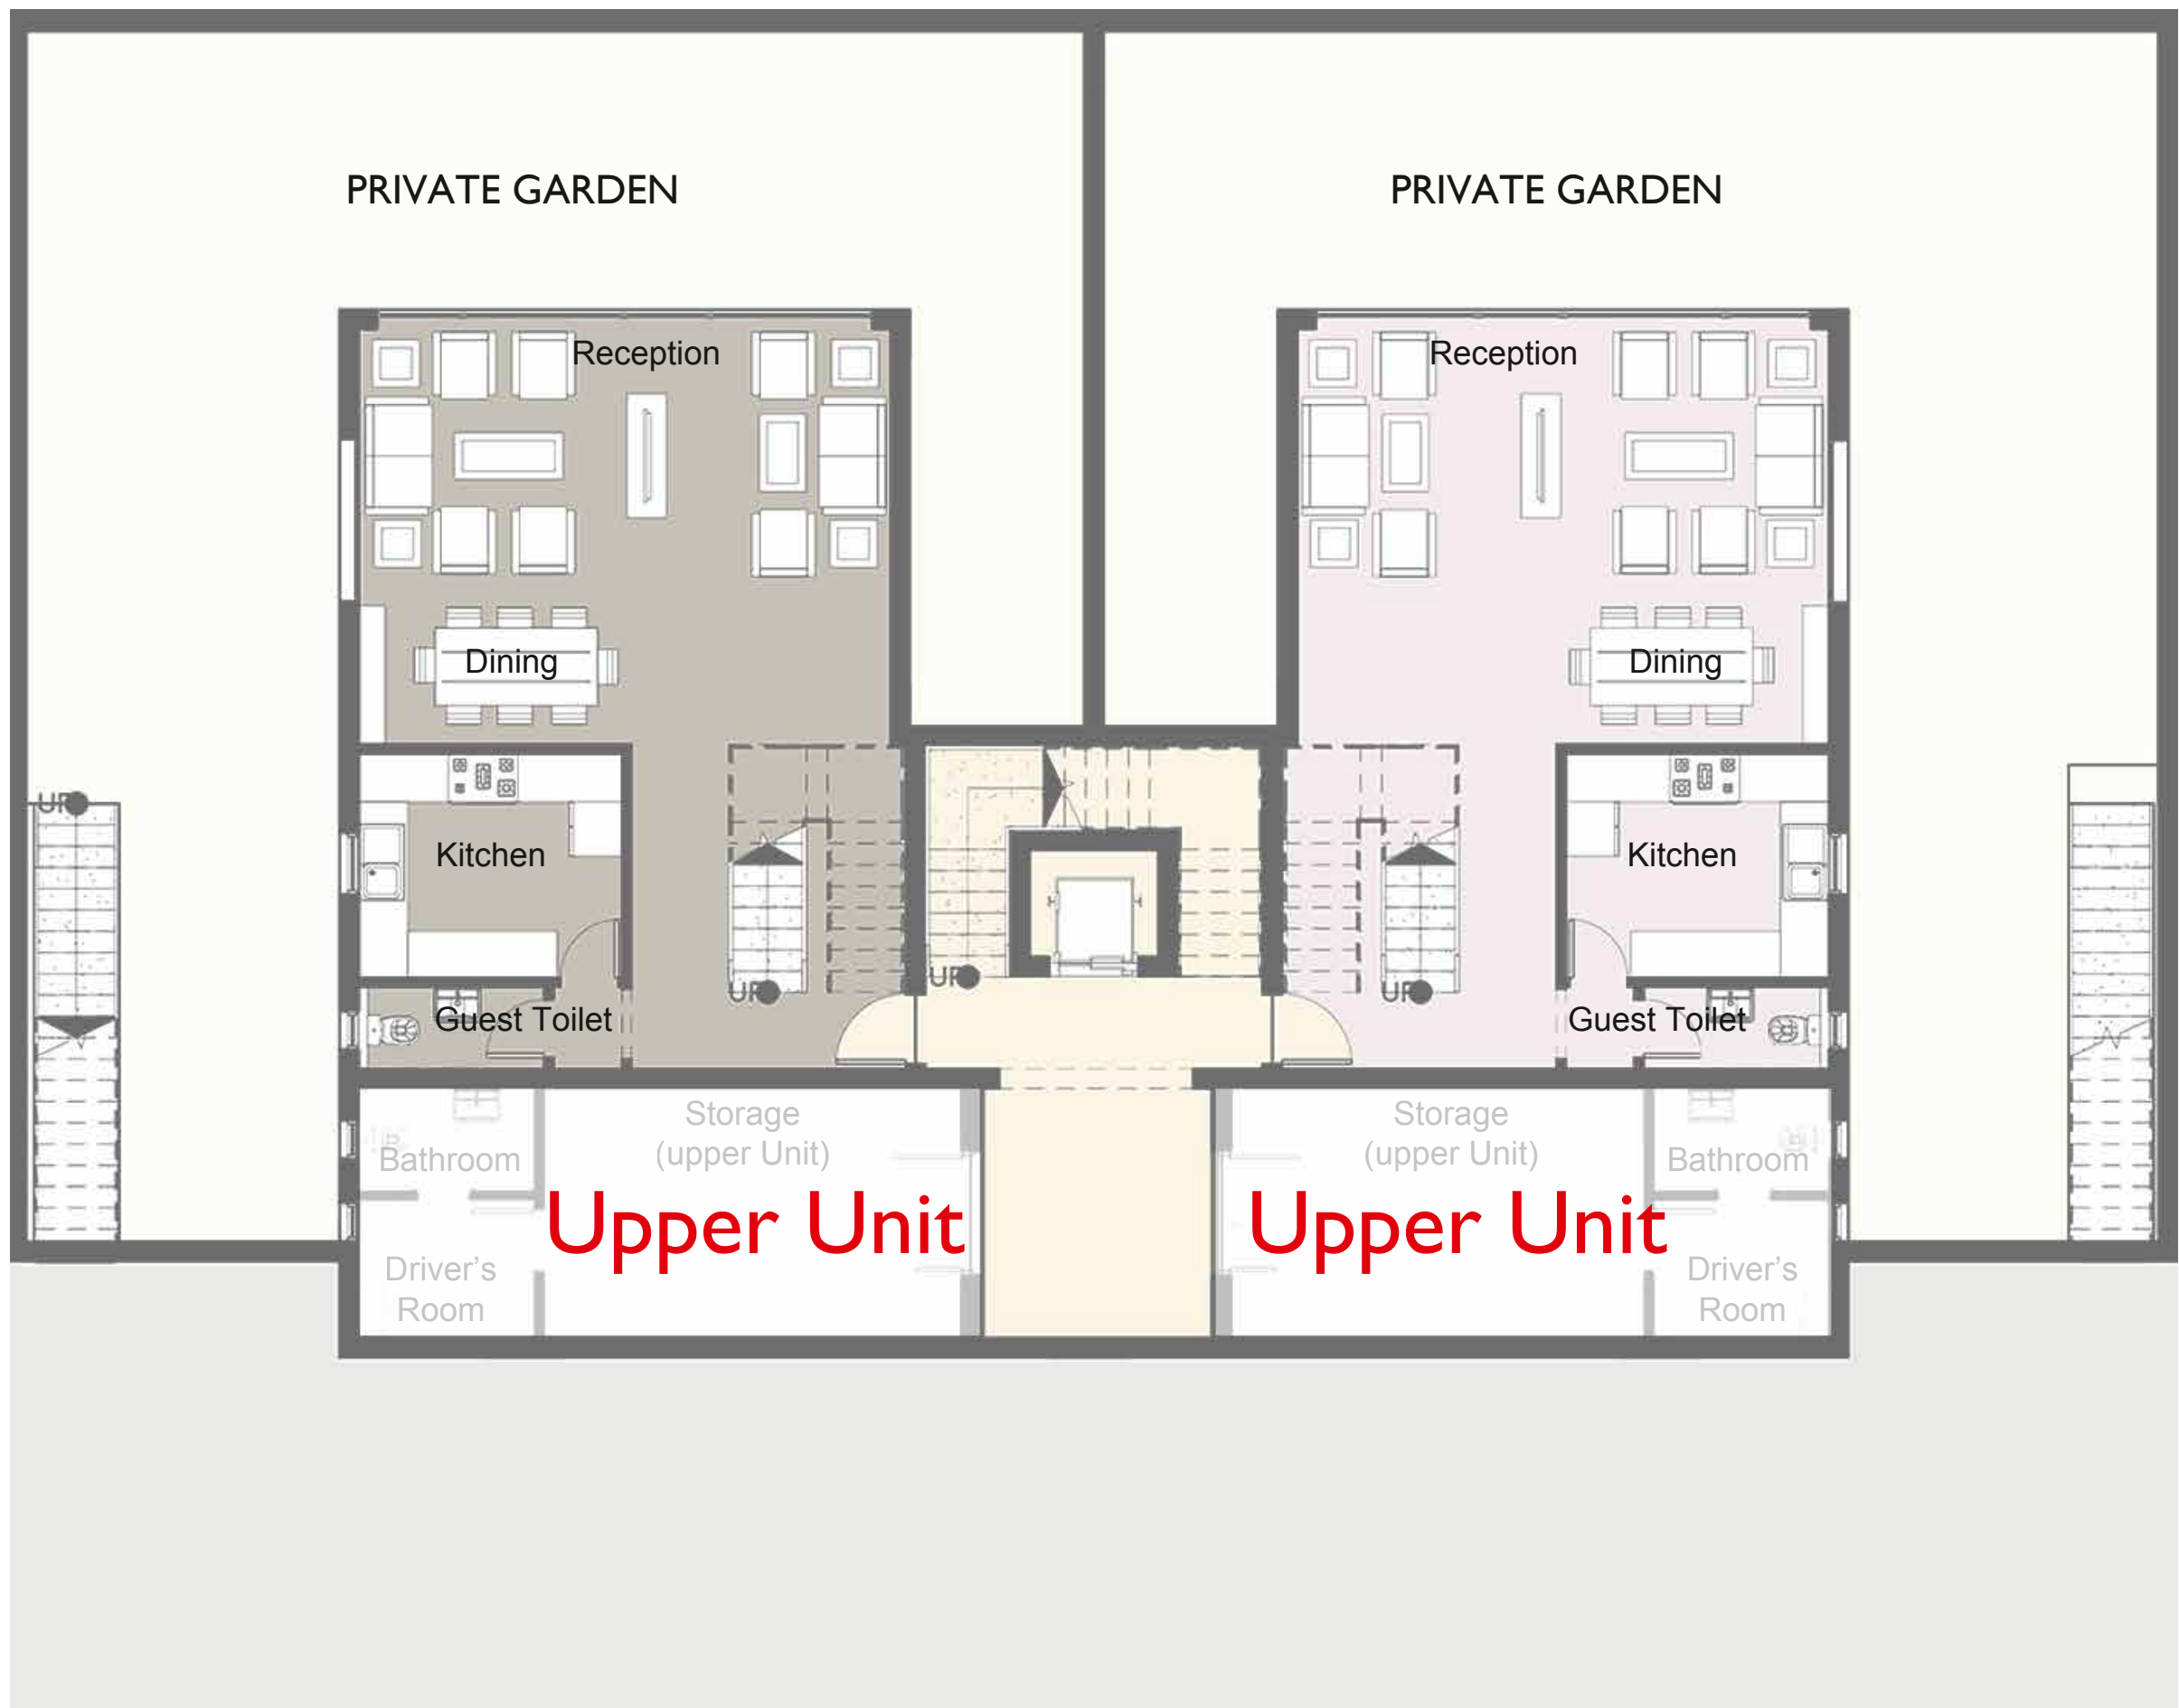 PRIVATE GARDEN
PRIVATE GARDEN
Reception
Reception
Dining
Dining
UP
Kitchen
Kitchen
UP
UP
UP
Guest Toilet
Guest Toilet
Storage
(upper Unit)
Storage
(upper Unit)
Bathroom
Bathroom
Upper Unit
Upper Unit
Driver's
Room
Driver's
Room